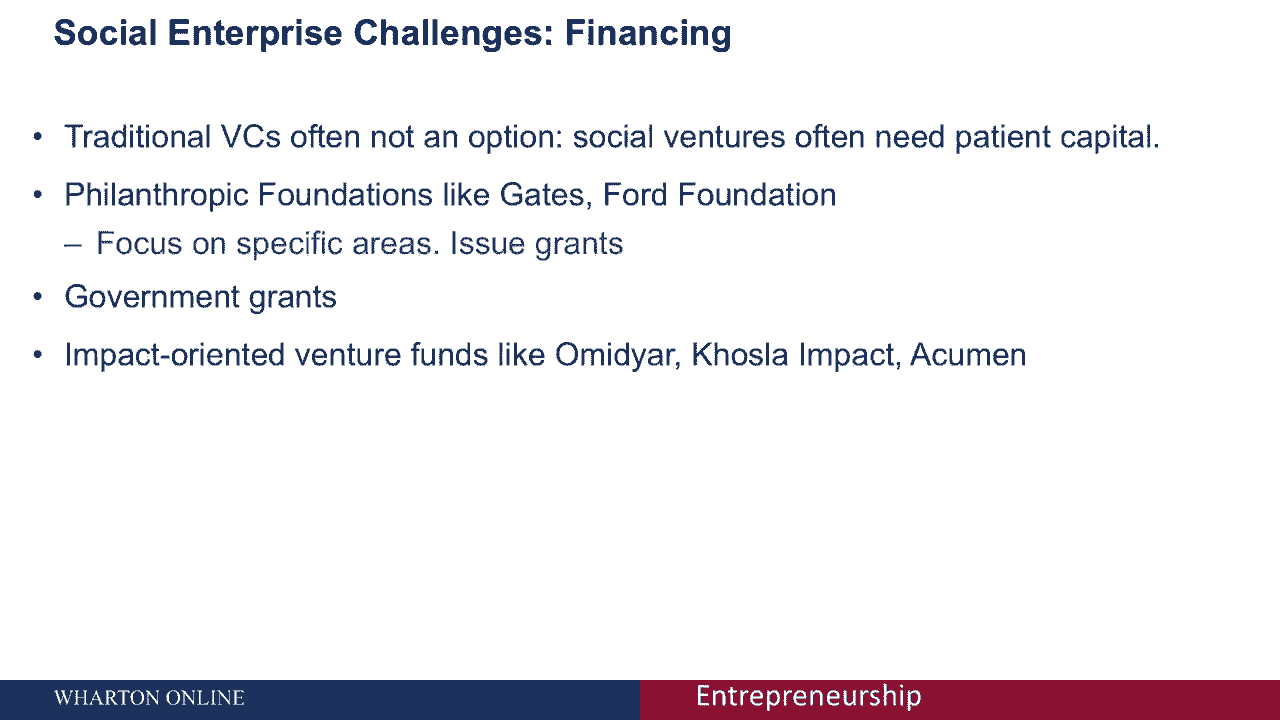 Social Enterprise Challenges: Financing
• Traditional VCs often not an option: social ventures often need patient capital.
• Philanthropic Foundations like Gates, Ford Foundation
– Focus on specific areas. Issue grants
• Government grants
• Impact-oriented venture funds like Omidyar, Khosla Impact, Acumen
WHARTON ONLINE
Entrepreneurship